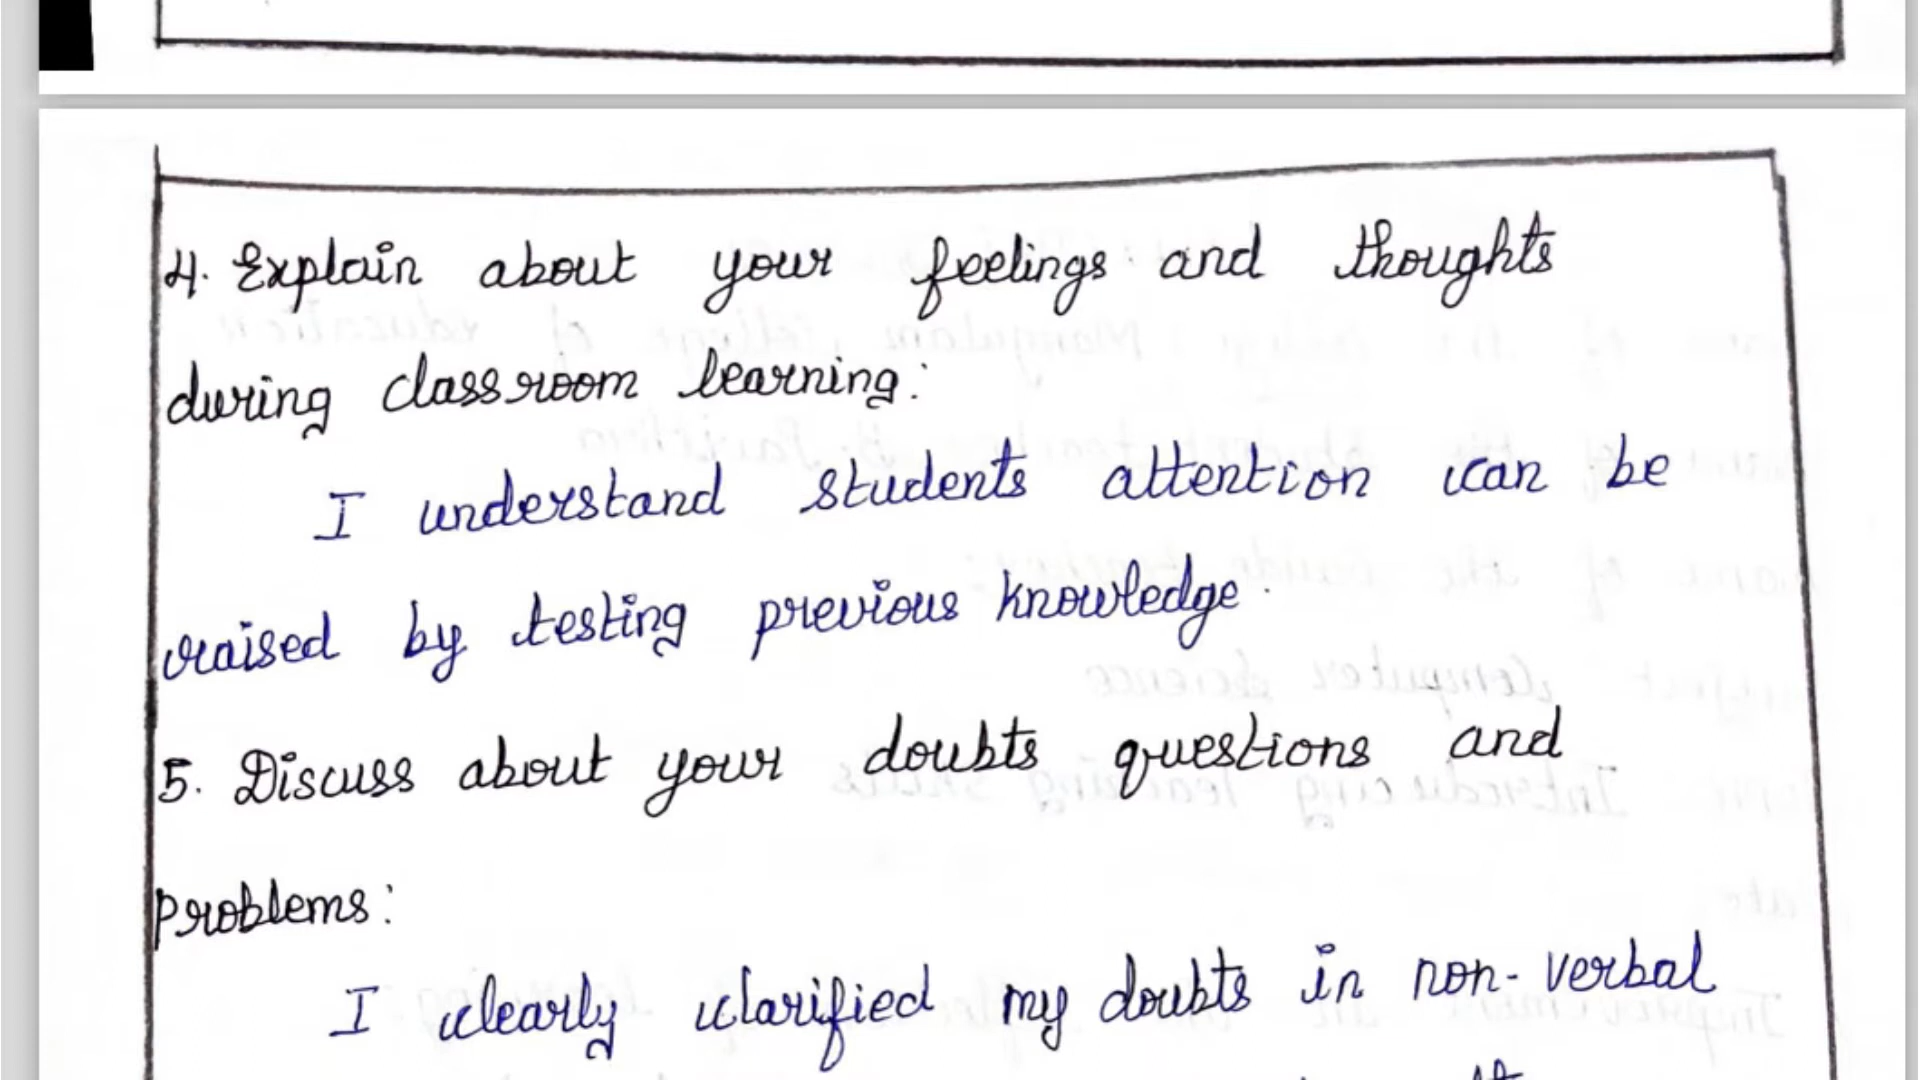 4. Explain about your feelings and thoughts
during classroom learning:
I understand students attention can be
raised by testing previous knowledge.
5. Discuss about your doubts questions and
problems:
I clearly clarified my doubts in non-verbal